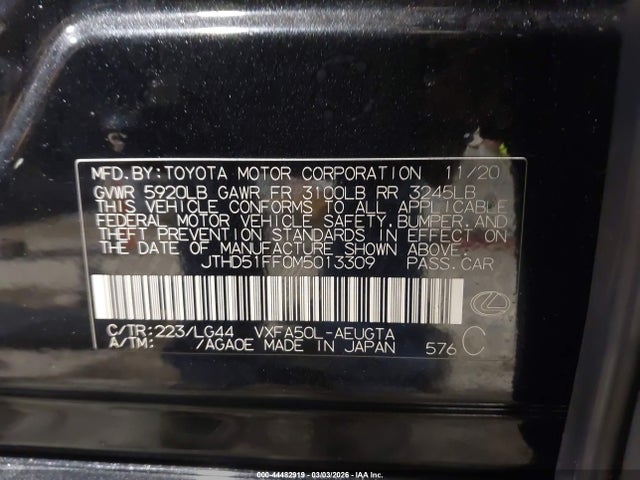 MFD.BY:TOYOTA MOTOR CORPORATION 11/20
GVWR 5920LB GAWR FR 3100LB RR 3245LB
THIS VEHICLE CONFORMS TO ALL APPLICABLE
FEDERAL MOTOR VEHICLE SAFETY, BUMPER, AND
THEFT PREVENTION STANDARDS IN EFFECT ON
THE DATE OF MANUFACTURE SHOWN ABOVE.
JTHD51FF0M5013309 PASS.CAR
C/TR:223/LG44 VXFA50L-AEUGTA
A/TM: /AGA0E MADE IN JAPAN 576 C
000-44482919 | 03/03/2026 - IAA Inc.